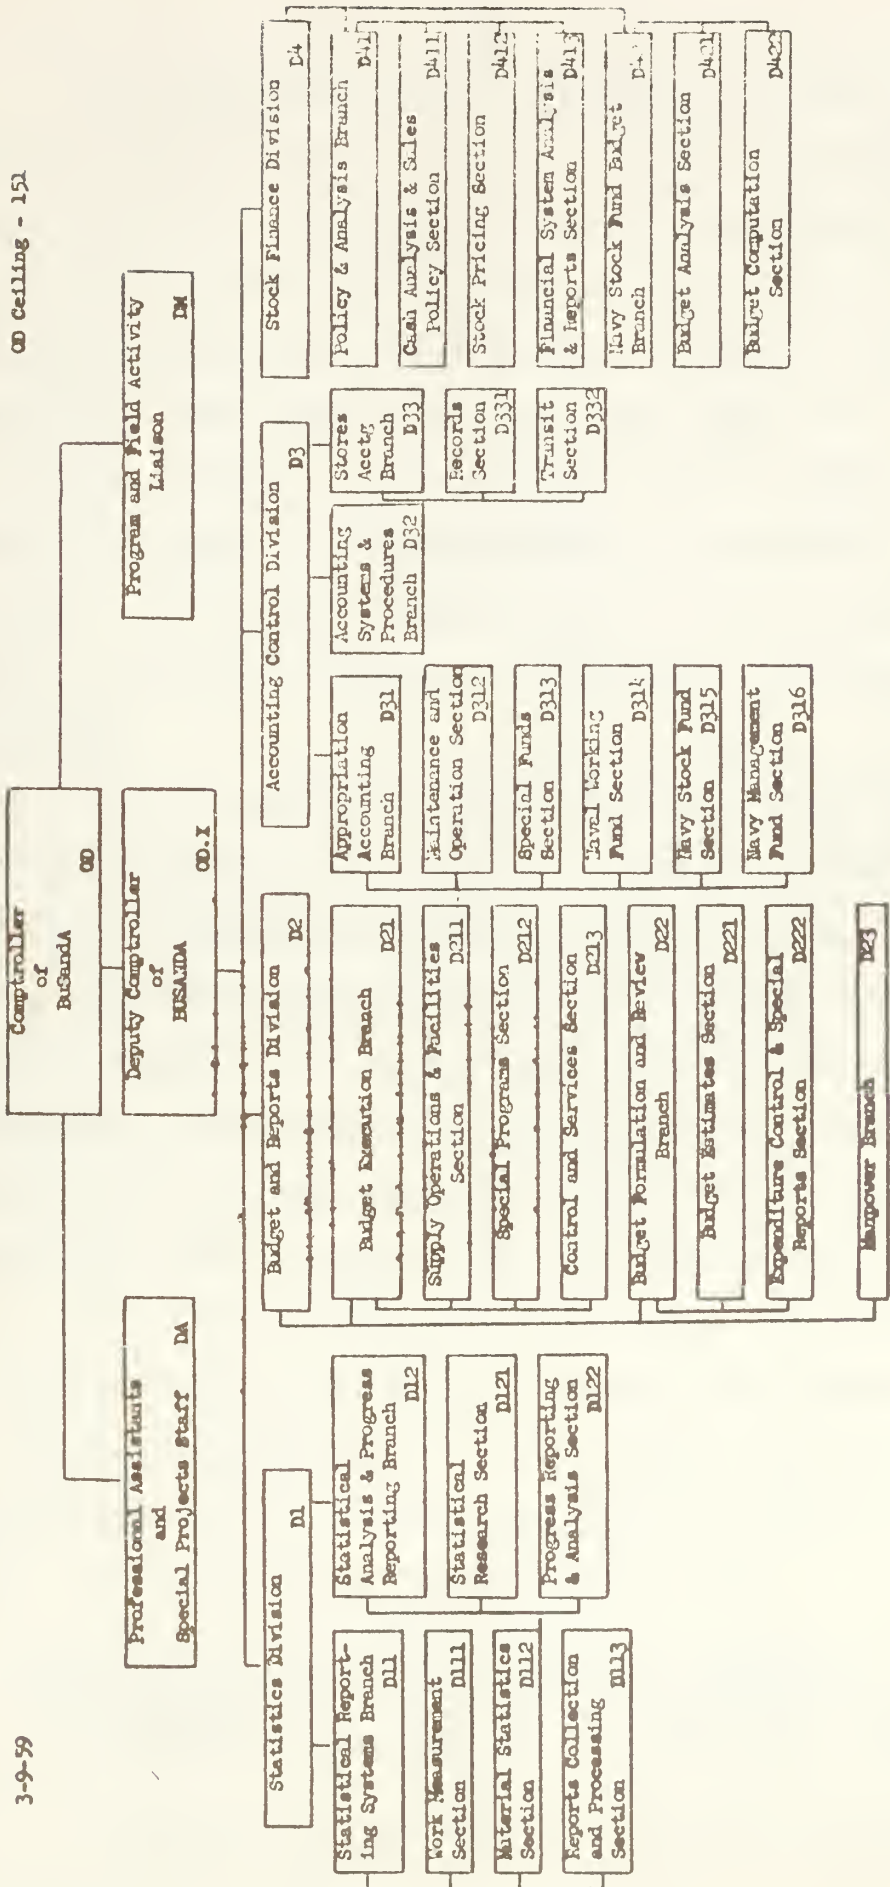 3-9-59
OD Ceiling - 151
Comptroller
of
BuSandA
OD
Professional Assistants
and
Special Projects Staff DA
Deputy Comptroller
of
BUSANDA
OD.X
Program and Field Activity
Liaison
DM
Statistics Division
D1
Statistical Report-
ing Systems Branch
D11
Work Measurement
Section D111
Material Statistics
Section D112
Reports Collection
and Processing
Section D113
Statistical
Analysis & Progress
Reporting Branch D12
Statistical
Research Section
D121
Progress Reporting
& Analysis Section
D122
Budget and Reports Division
D2
Budget Execution Branch
D21
Supply Operations & Facilities
Section D211
Special Programs Section
D212
Control and Services Section
D213
Budget Formulation and Review
Branch D22
Budget Estimates Section
D221
Expenditure Control & Special
Reports Section D222
Manpower Branch D23
Accounting Control Division
D3
Appropriation
Accounting
Branch D31
Maintenance and
Operation Section
D312
Special Funds
Section D313
Naval Working
Fund Section
D314
Navy Stock Fund
Section D315
Navy Management
Fund Section
D316
Accounting
Systems &
Procedures
Branch D32
Stores
Acctg
Branch
D33
Records
Section
D331
Transit
Section
D332
Stock Finance Division
D4
Policy & Analysis Branch
D41
Cash Analysis & Sales
Policy Section D411
Stock Pricing Section
D412
Financial System Analysis
& Reports Section D413
Navy Stock Fund Budget
Branch
Budget Analysis Section
D421
Budget Computation
Section D422